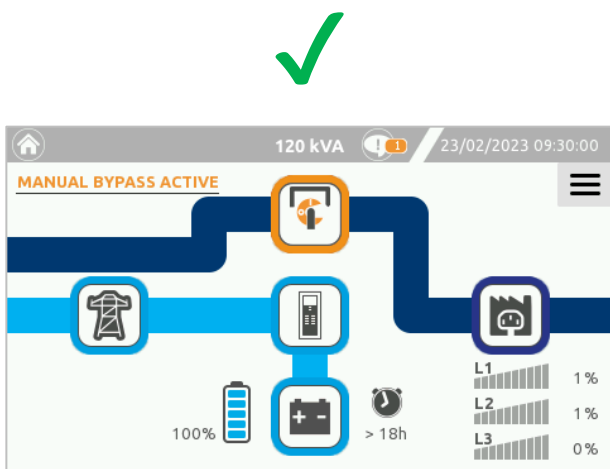 120 kVA
1
23/02/2023 09:30:00
MANUAL BYPASS ACTIVE
L1
1%
L2
1%
100%
> 18h
L3
0%